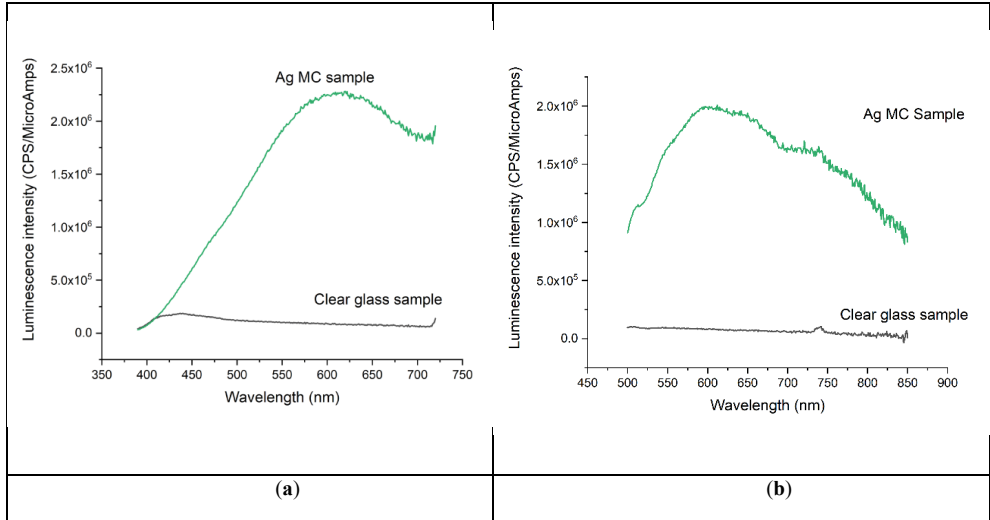 Luminescence intensity (CPS/MicroAmps)
2.5x10⁶
2.0x10⁶
1.5x10⁶
1.0x10⁶
5.0x10⁵
0.0
Ag MC sample
Clear glass sample
350 400 450 500 550 600 650 700 750
Wavelength (nm)
(a)
Luminescence intensity (CPS/MicroAmps)
2.0x10⁶
1.5x10⁶
1.0x10⁶
5.0x10⁵
0.0
Ag MC Sample
Clear glass sample
450 500 550 600 650 700 750 800 850 900
Wavelength (nm)
(b)